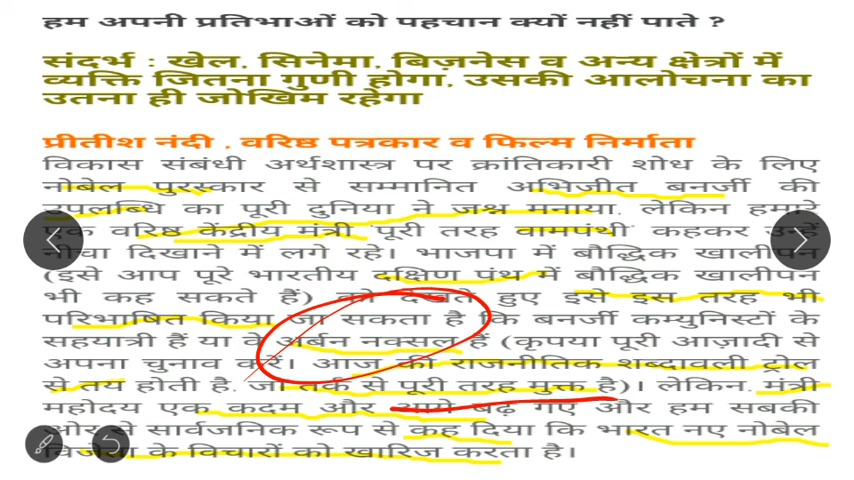 हम अपनी प्रतिभाओं को पहचान क्यों नहीं पाते ?
संदर्भ : खेल, सिनेमा, बिज़नेस व अन्य क्षेत्रों में
व्यक्ति जितना गुणी होगा, उसकी आलोचना का
उतना ही जोखिम रहेगा
प्रीतीश नंदी , वरिष्ठ पत्रकार व फिल्म निर्माता
विकास संबंधी अर्थशास्त्र पर क्रांतिकारी शोध के लिए
नोबेल पुरस्कार से सम्मानित अभिजीत बनर्जी की
उपलब्धि का पूरी दुनिया ने जश्न मनाया, लेकिन हमारे
एक वरिष्ठ केंद्रीय मंत्री पूरी तरह वामपंथी कहकर उन्हें
नीचा दिखाने में लगे रहे। भाजपा में बौद्धिक खालीपन
(इसे आप पूरे भारतीय दक्षिण पंथ में बौद्धिक खालीपन
भी कह सकते हैं) को देखते हुए इसे इस तरह भी
परिभाषित किया जा सकता है कि बनर्जी कम्युनिस्टों के
सहयात्री हैं या वे अर्बन नक्सल हैं (कृपया पूरी आज़ादी से
अपना चुनाव करें। आज की राजनीतिक शब्दावली ट्रोल
से तय होती है, जो तर्क से पूरी तरह मुक्त है)। लेकिन, मंत्री
महोदय एक कदम और आगे बढ़ गए और हम सबकी
ओर से सार्वजनिक रूप से कह दिया कि भारत नए नोबेल
विजेता के विचारों को खारिज करता है।